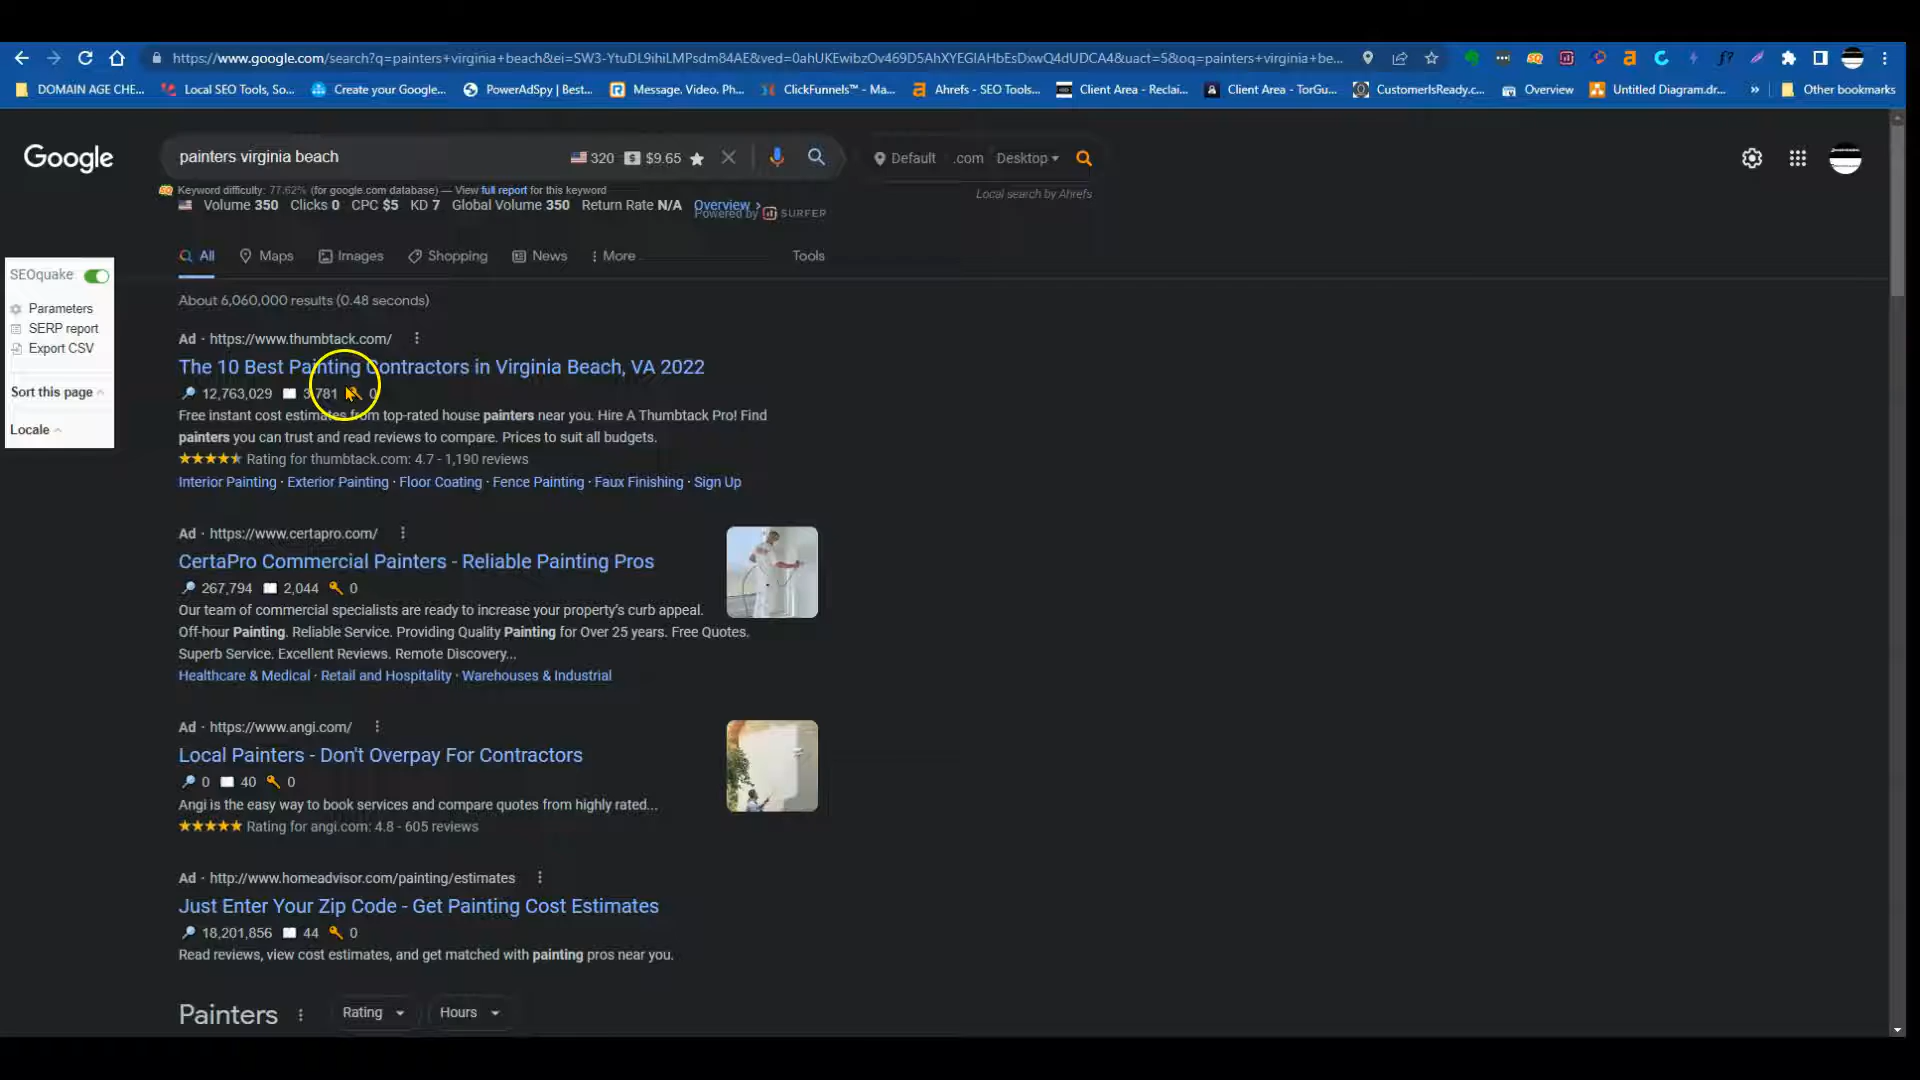 https://www.google.com/search?q=painters+virginia+beach&ei=SW3-YtuDL9ihiLMPsdm84AE&ved=0ahUKEwibzOv469D5AhXYEGIAHbEsDxwQ4dUDCA4&uact=5&oq=painters+virginia+be...
DOMAIN AGE CHE... Local SEO Tools, So... Create your Google... PowerAdSpy | Best... Message. Video. Ph... ClickFunnels™ - Ma... Ahrefs - SEO Tools... Client Area - Reclai... Client Area - TorGu... CustomerIsReady.c... Overview Untitled Diagram.dr... » Other bookmarks
Google painters virginia beach 320 $9.65 Default .com Desktop
Keyword difficulty: 77.62% (for google.com database) — View full report for this keyword
Local search by Ahrefs
Volume 350 Clicks 0 CPC $5 KD 7 Global Volume 350 Return Rate N/A Overview ›
Powered by SURFER
All Maps Images Shopping News More Tools
SEOquake
Parameters
SERP report
Export CSV
Sort this page
Locale
About 6,060,000 results (0.48 seconds)
Ad · https://www.thumbtack.com/
The 10 Best Painting Contractors in Virginia Beach, VA 2022
12,763,029 3,781 0
Free instant cost estimates from top-rated house painters near you. Hire A Thumbtack Pro! Find
painters you can trust and read reviews to compare. Prices to suit all budgets.
Rating for thumbtack.com: 4.7 - 1,190 reviews
Interior Painting · Exterior Painting · Floor Coating · Fence Painting · Faux Finishing · Sign Up
Ad · https://www.certapro.com/
CertaPro Commercial Painters - Reliable Painting Pros
267,794 2,044 0
Our team of commercial specialists are ready to increase your property's curb appeal.
Off-hour Painting. Reliable Service. Providing Quality Painting for Over 25 years. Free Quotes.
Superb Service. Excellent Reviews. Remote Discovery...
Healthcare & Medical · Retail and Hospitality · Warehouses & Industrial
Ad · https://www.angi.com/
Local Painters - Don't Overpay For Contractors
0 40 0
Angi is the easy way to book services and compare quotes from highly rated...
Rating for angi.com: 4.8 - 605 reviews
Ad · http://www.homeadvisor.com/painting/estimates
Just Enter Your Zip Code - Get Painting Cost Estimates
18,201,856 44 0
Read reviews, view cost estimates, and get matched with painting pros near you.
Painters Rating Hours